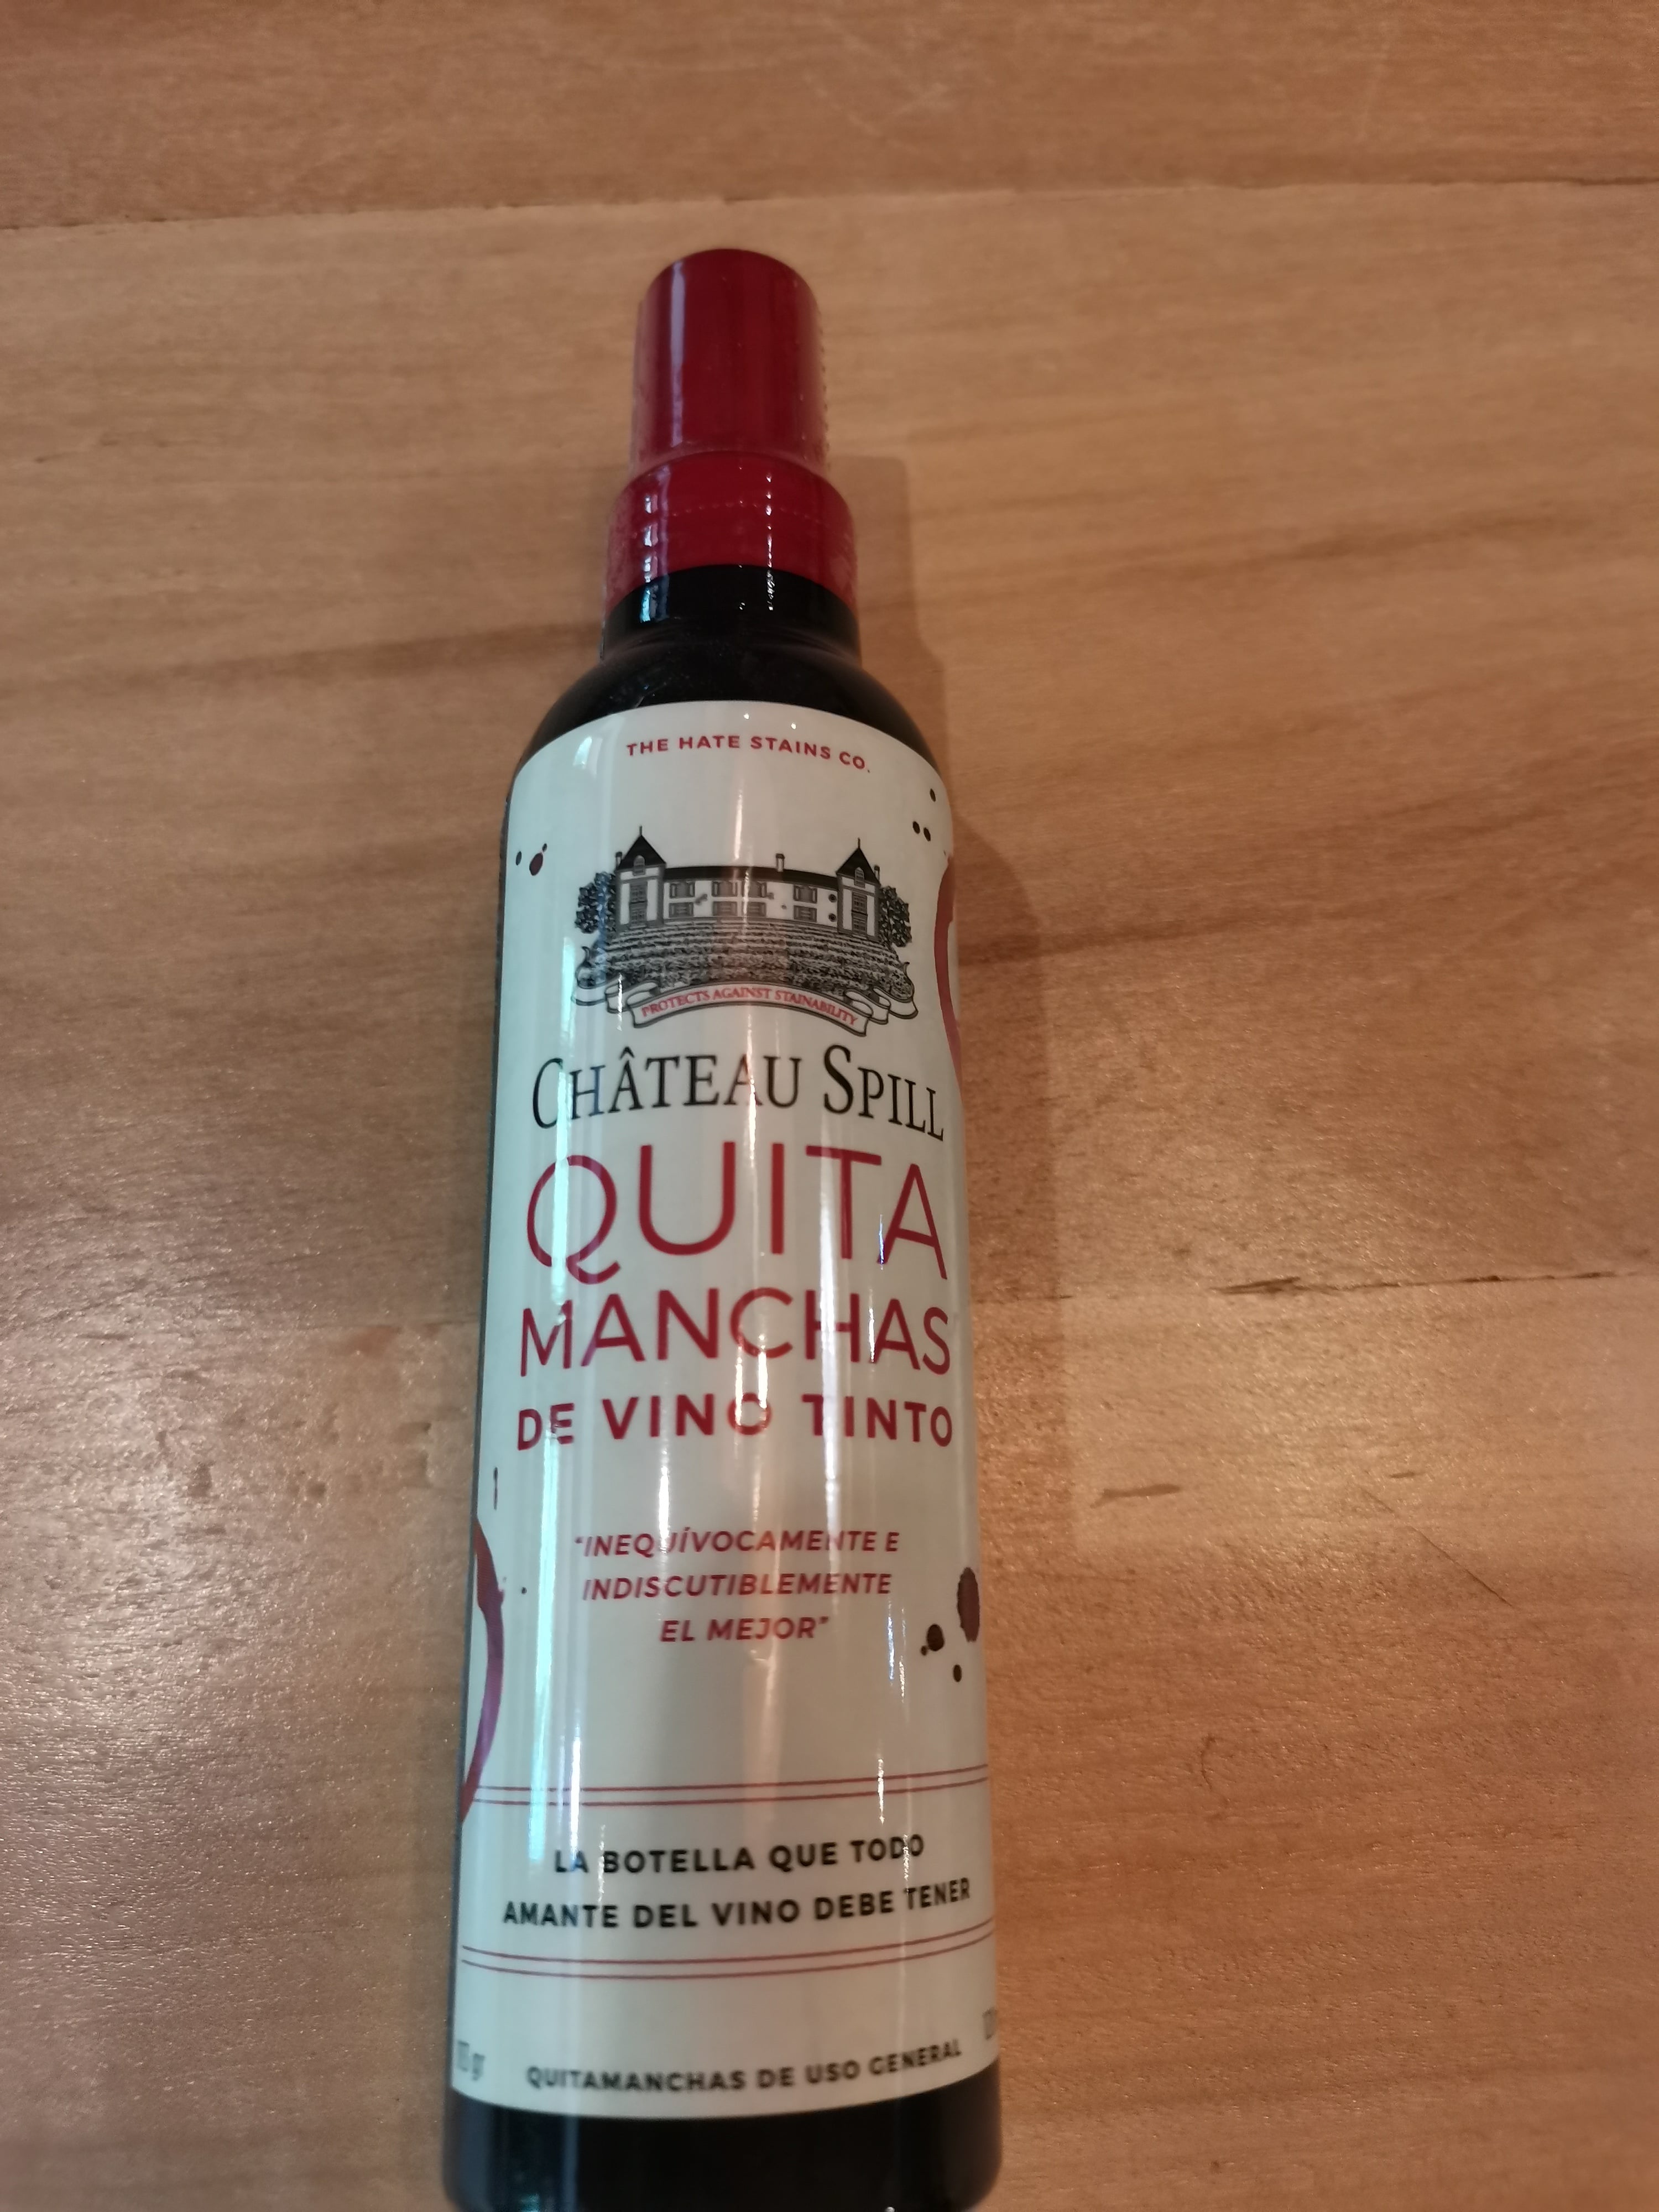 THE HATE STAINS CO.
PROTECTS AGAINST STAINABILITY
CHÂTEAU SPILL
QUITA
MANCHAS
DE VINO TINTO
"INEQUÍVOCAMENTE E
INDISCUTIBLEMENTE
EL MEJOR"
LA BOTELLA QUE TODO
AMANTE DEL VINO DEBE TENER
QUITAMANCHAS DE USO GENERAL